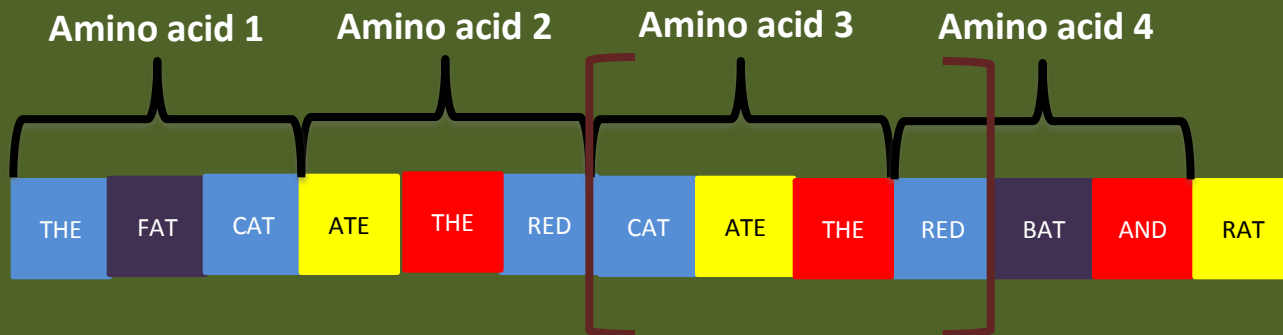 Amino acid 1 Amino acid 2 Amino acid 3 Amino acid 4
THE FAT CAT ATE THE RED CAT ATE THE RED BAT AND RAT